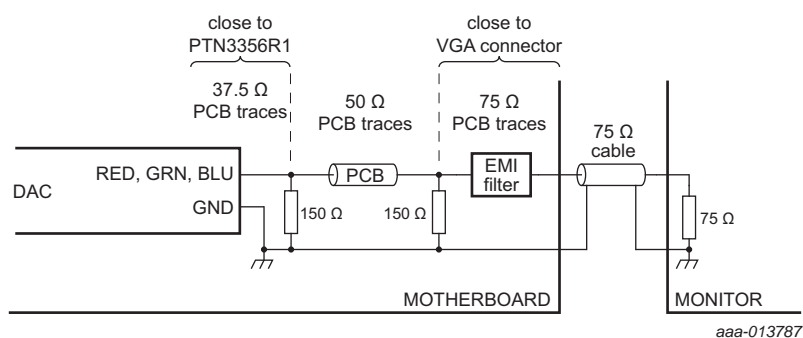 close to
PTN3356R1
close to
VGA connector
37.5 Ω
PCB traces
50 Ω
PCB traces
75 Ω
PCB traces
75 Ω
cable
DAC
RED, GRN, BLU
GND
PCB
EMI
filter
150 Ω
150 Ω
75 Ω
MOTHERBOARD
MONITOR
aaa-013787